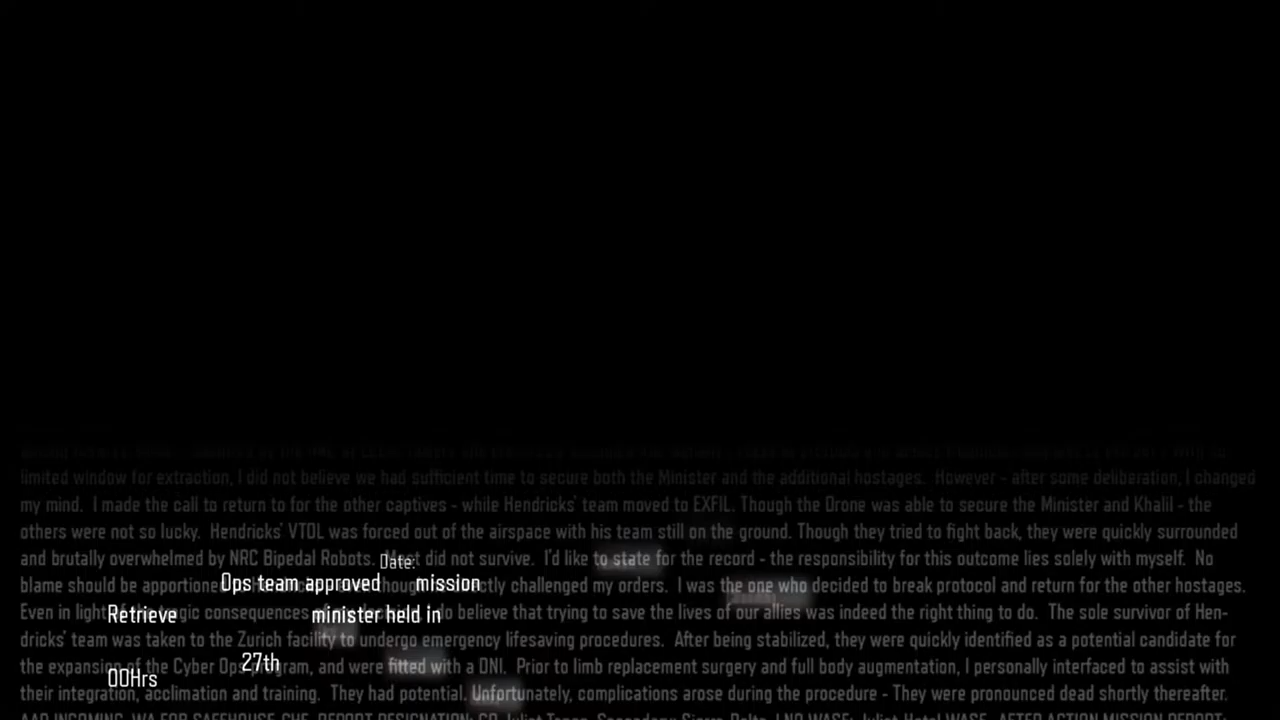 limited window for extraction, I did not believe we had sufficient time to secure both the Minister and the additional hostages. However - after some deliberation, I changed
my mind. I made the call to return to for the other captives - while Hendricks' team moved to EXFIL. Though the Drone was able to secure the Minister and Khalil - the
others were not so lucky. Hendricks' VTOL was forced out of the airspace with his team still on the ground. Though they tried to fight back, they were quickly surrounded
and brutally overwhelmed by NRC Bipedal Robots. did not survive. I'd like to state for the record - the responsibility for this outcome lies solely with myself. No
Date:
blame should be challenged my orders. I was the one who decided to break protocol and return for the other hostages.
Ops team approved mission
Even in consequences believe that trying to save the lives of our allies was indeed the right thing to do. The sole survivor of Hen-
Retrieve minister held in
dricks' team was taken to the Zurich facility to undergo emergency lifesaving procedures. After being stabilized, they were quickly identified as a potential candidate for
the expansion of the Cyber Ops and were fitted with a DNI. Prior to limb replacement surgery and full body augmentation, I personally interfaced to assist with
27th
00Hrs
their integration, acclimation and training. They had potential. Unfortunately, complications arose during the procedure - They were pronounced dead shortly thereafter.